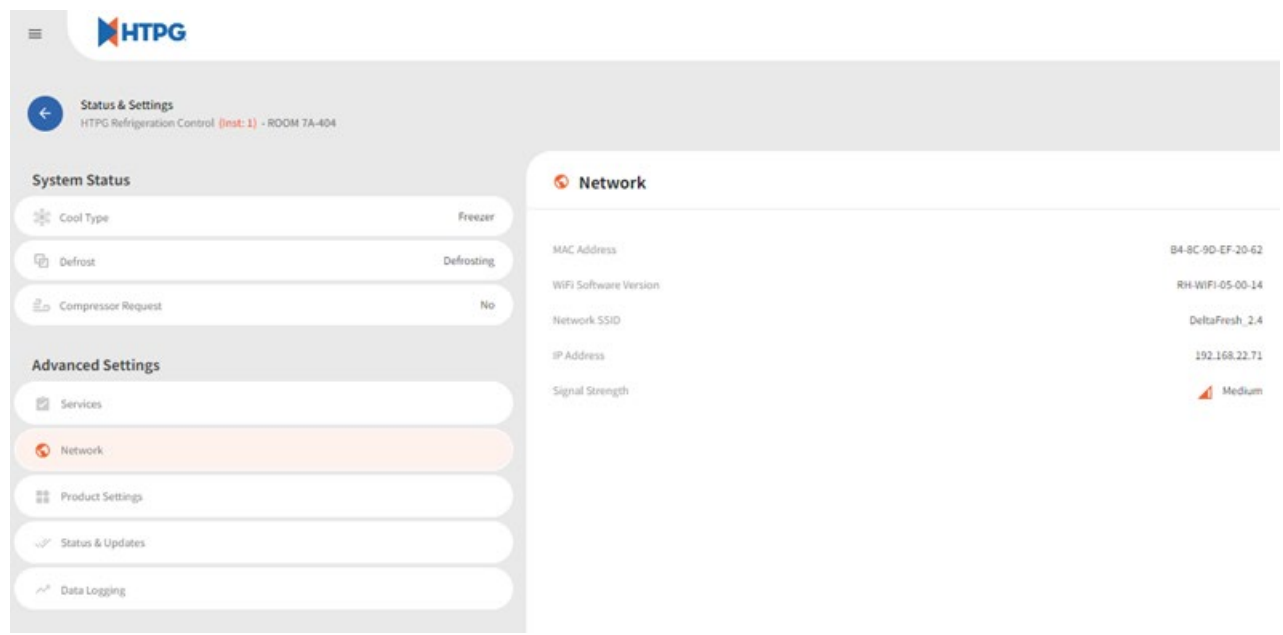 HTPG
Status & Settings
HTPG Refrigeration Control (Inst: 1) - ROOM 7A-404
System Status
Cool Type Freezer
Defrost Defrosting
Compressor Request No
Advanced Settings
Services
Network
Product Settings
Status & Updates
Data Logging
Network
MAC Address B4-8C-9D-EF-20-62
WiFi Software Version RH-WIFI-05-00-14
Network SSID DeltaFresh_2.4
IP Address 192.168.22.71
Signal Strength Medium